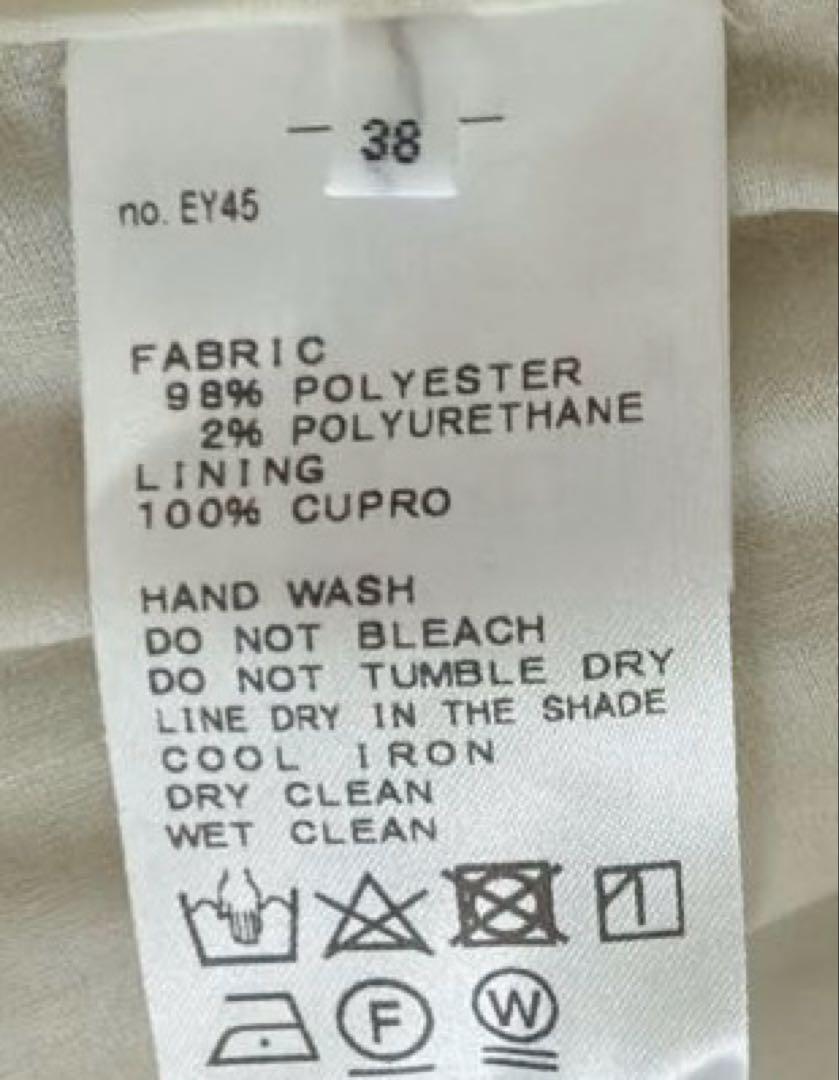 — 38 —
no. EY45
FABRIC
98% POLYESTER
2% POLYURETHANE
LINING
100% CUPRO
HAND WASH
DO NOT BLEACH
DO NOT TUMBLE DRY
LINE DRY IN THE SHADE
COOL IRON
DRY CLEAN
WET CLEAN
F W